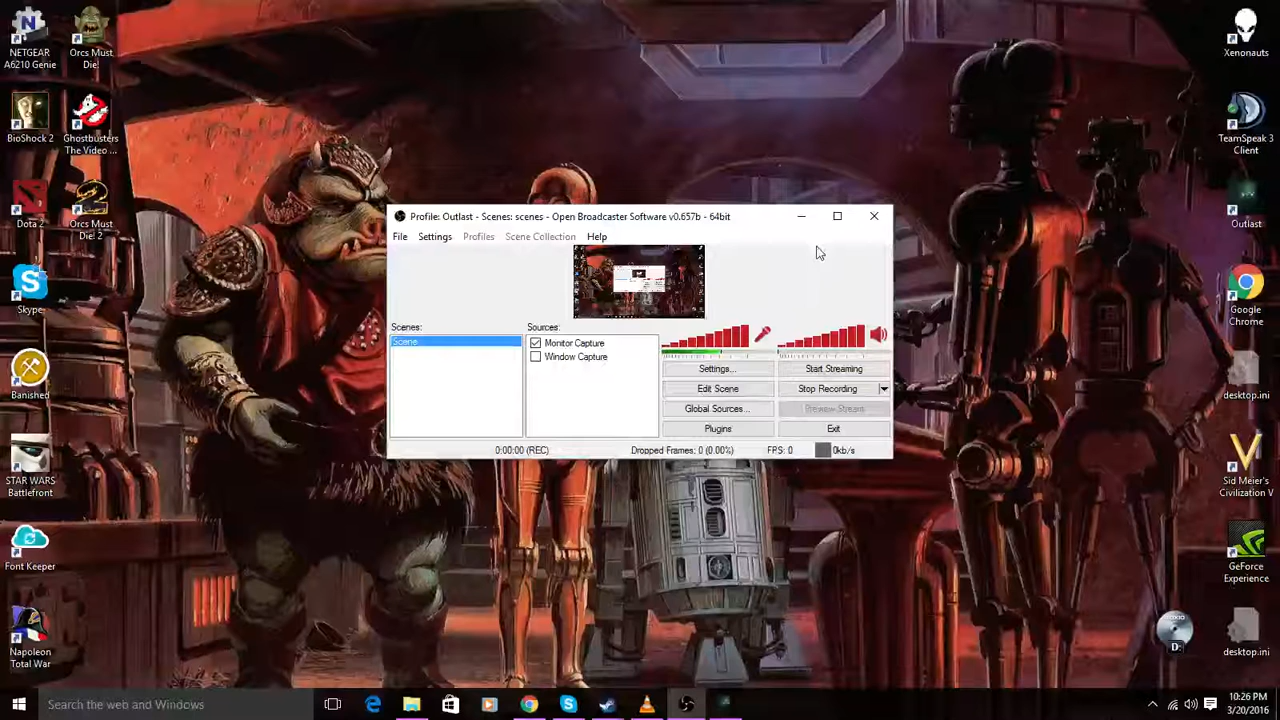 NETGEAR
A6210 Genie
Orcs Must
Die!
BioShock 2
Ghostbusters
The Video ...
Dota 2
Orcs Must
Die! 2
Skype
Banished
STAR WARS
Battlefront
Font Keeper
Napoleon
Total War
Profile: Outlast - Scenes: scenes - Open Broadcaster Software v0.657b - 64bit
File Settings Profiles Scene Collection Help
Scenes:
Scene
Sources:
Monitor Capture
Window Capture
Settings...
Start Streaming
Edit Scene
Stop Recording
Global Sources...
Preview Stream
Plugins
Exit
0:00:00 (REC)
Dropped Frames: 0 (0.00%)
FPS: 0
0kb/s
Xenonauts
TeamSpeak 3
Client
Outlast
Google
Chrome
desktop.ini
Sid Meier's
Civilization V
GeForce
Experience
desktop.ini
D:
Search the web and Windows
10:26 PM
3/20/2016